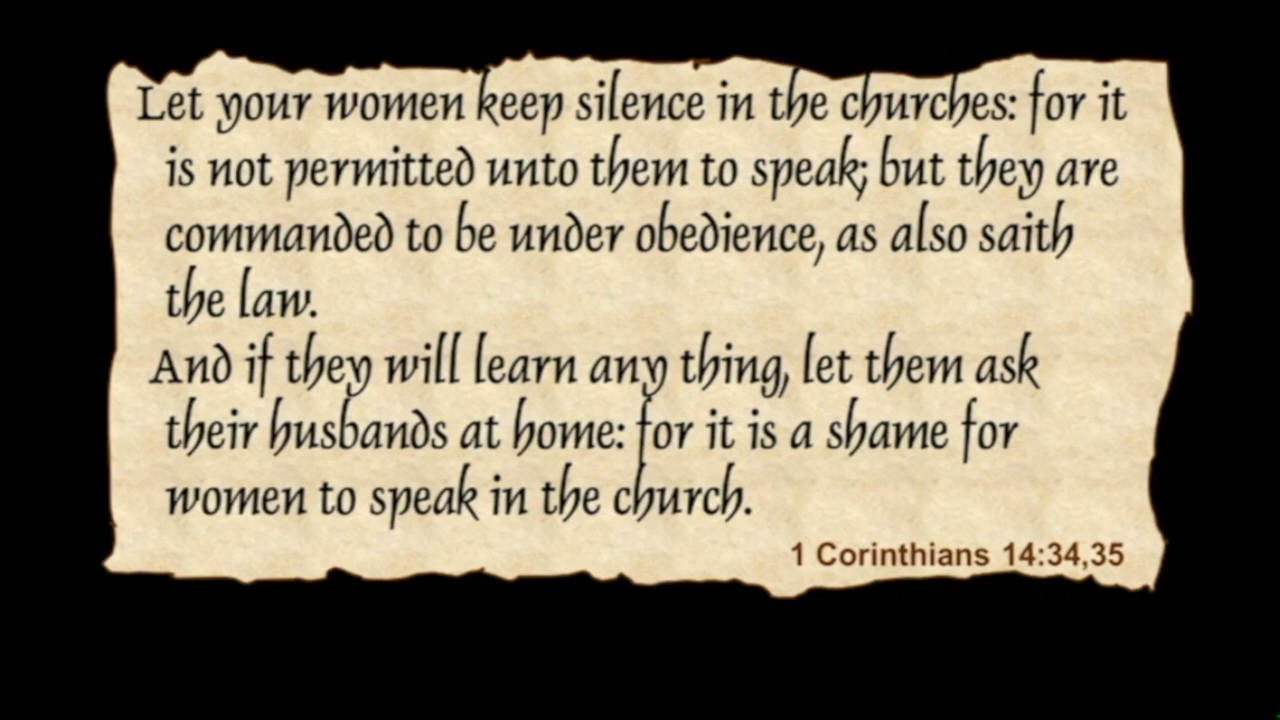 Let your women keep silence in the churches: for it
is not permitted unto them to speak; but they are
commanded to be under obedience, as also saith
the law.
And if they will learn any thing, let them ask
their husbands at home: for it is a shame for
women to speak in the church.
1 Corinthians 14:34,35